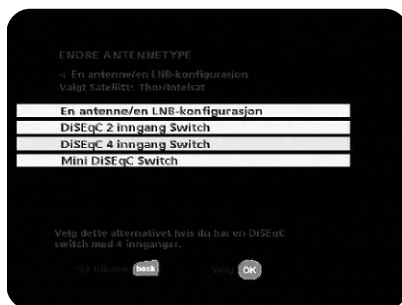 ENDRE ANTENNETYPE
-: En antenne/en LNB-konfigurasjon
Valgt Satellitt: Thor/Intelsat
En antenne/en LNB-konfigurasjon
DiSEqC 2 inngang Switch
DiSEqC 4 inngang Switch
Mini DiSEqC Switch
Velg dette alternativet hvis du har en DiSEqC
switch med 4 innganger.
Gå tilbake back Velg OK